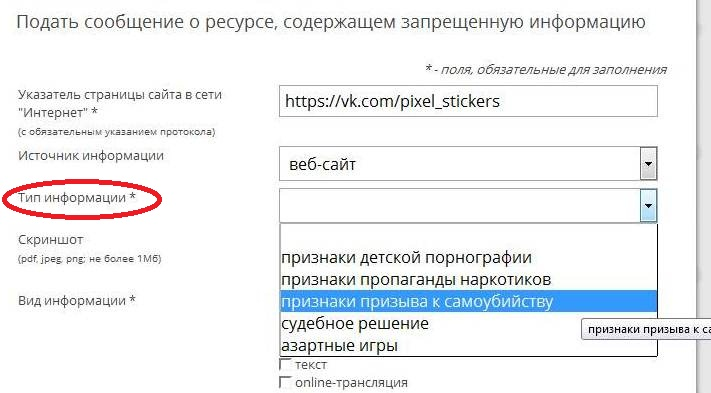 Подать сообщение о ресурсе, содержащем запрещенную информацию
* - поля, обязательные для заполнения
Указатель страницы сайта в сети
"Интернет" *
(с обязательным указанием протокола)
https://vk.com/pixel_stickers
Источник информации
веб-сайт
Тип информации *
Скриншот
(pdf, jpeg, png; не более 1Мб)
признаки детской порнографии
признаки пропаганды наркотиков
Вид информации *
признаки призыва к самоубийству
судебное решение
признаки призыва к са
азартные игры
текст
online-трансляция